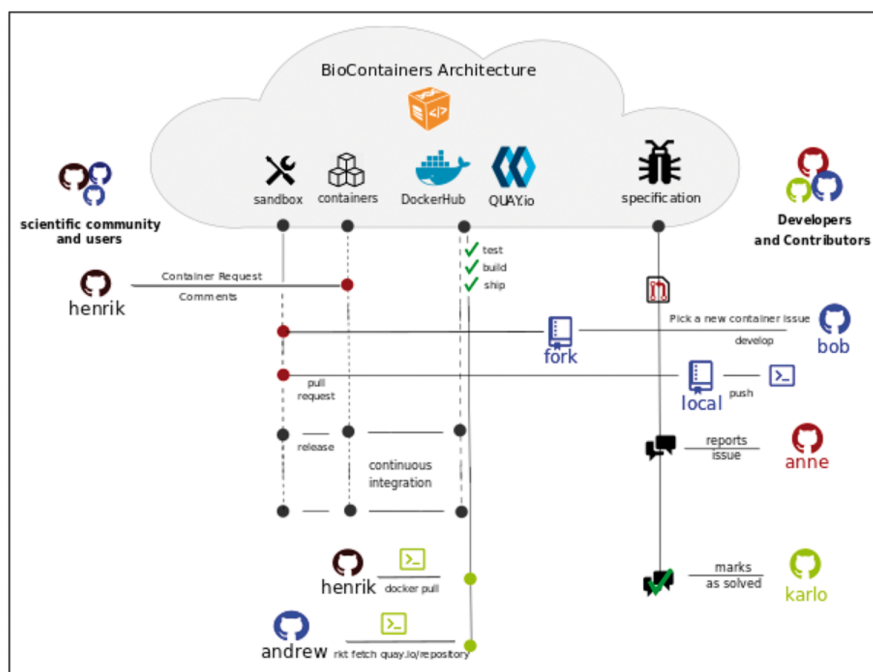 BioContainers Architecture
sandbox
containers
DockerHub
QUAY.io
specification
scientific community
and users
Developers
and Contributors
test
build
ship
Container Request
Comments
henrik
Pick a new container issue
develop
bob
fork
pull
request
local
push
release
continuous
integration
reports
issue
anne
henrik
docker pull
marks
as solved
karlo
andrew
rkt fetch quay.io/repository